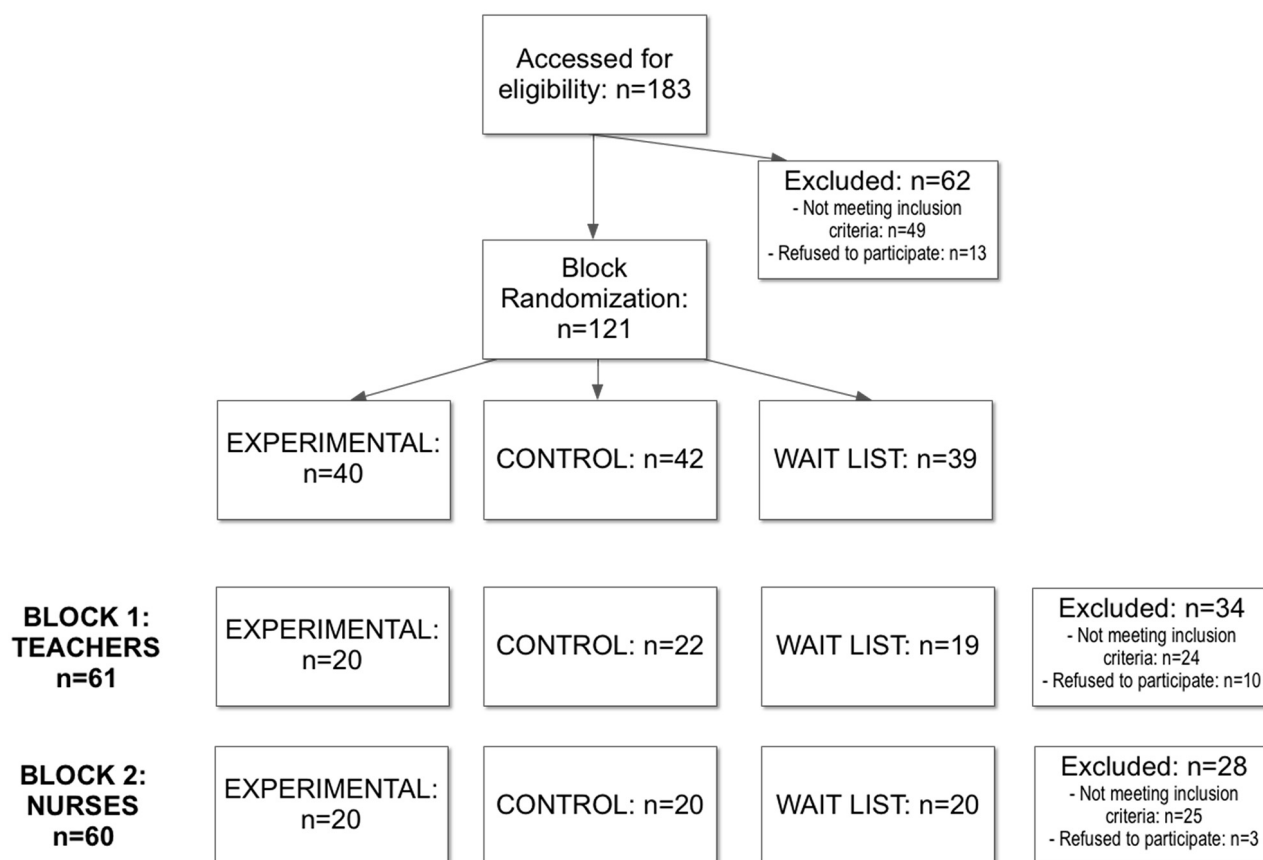 Accessed for
eligibility: n=183
Excluded: n=62
- Not meeting inclusion
criteria: n=49
- Refused to participate: n=13
Block
Randomization:
n=121
EXPERIMENTAL:
n=40
CONTROL: n=42
WAIT LIST: n=39
BLOCK 1:
TEACHERS
n=61
EXPERIMENTAL:
n=20
CONTROL: n=22
WAIT LIST: n=19
Excluded: n=34
- Not meeting inclusion
criteria: n=24
- Refused to participate: n=10
BLOCK 2:
NURSES
n=60
EXPERIMENTAL:
n=20
CONTROL: n=20
WAIT LIST: n=20
Excluded: n=28
- Not meeting inclusion
criteria: n=25
- Refused to participate: n=3